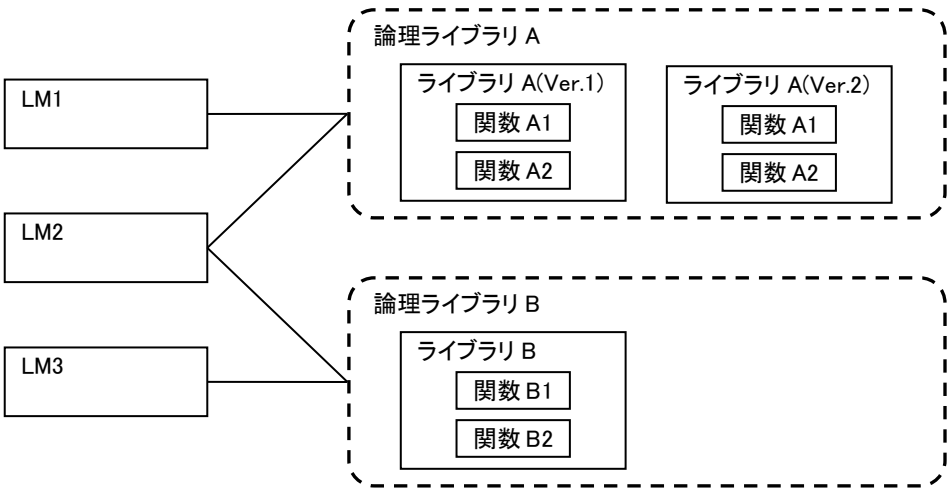 論理ライブラリ A
ライブラリ A(Ver.1)
関数 A1
関数 A2
ライブラリ A(Ver.2)
関数 A1
関数 A2
LM1
LM2
LM3
論理ライブラリ B
ライブラリ B
関数 B1
関数 B2